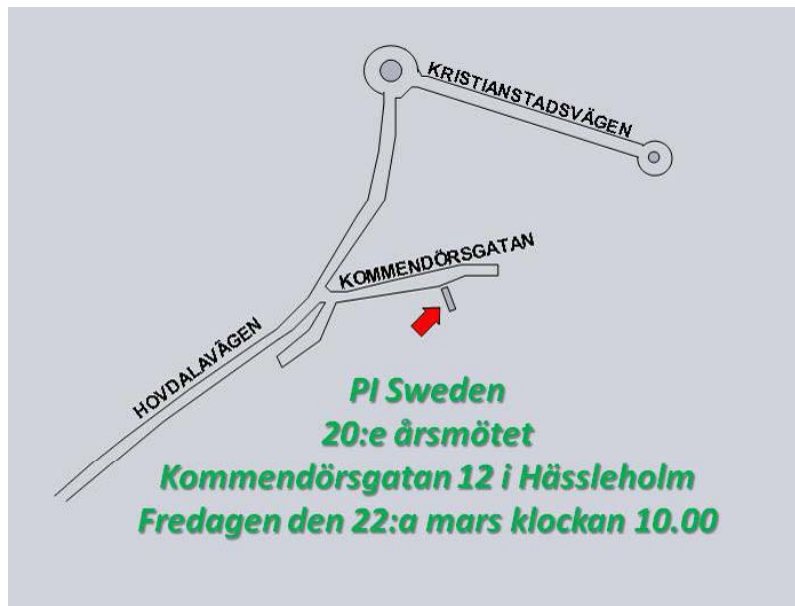 KRISTIANSTADSVÄGEN
KOMMENDÖRSGATAN
HOVDALAVÄGEN
PI Sweden
20:e årsmötet
Kommendörsgatan 12 i Hässleholm
Fredagen den 22:a mars klockan 10.00